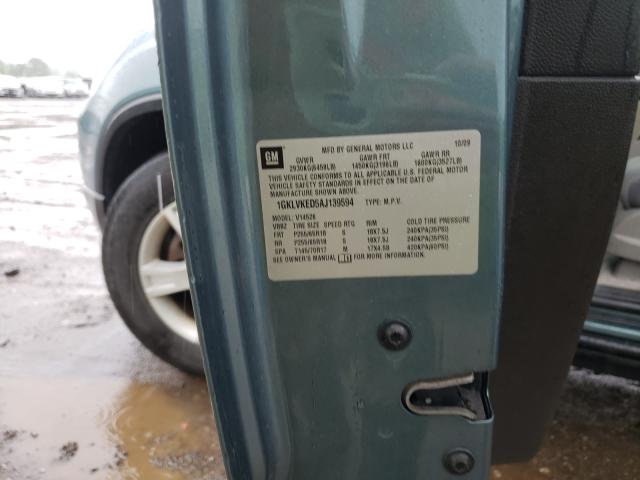 GM
MFD BY GENERAL MOTORS LLC 10/09
GVWR GAWR FRT GAWR RR
2930KG(6459LB) 1450KG(3196LB) 1600KG(3527LB)
THIS VEHICLE CONFORMS TO ALL APPLICABLE U.S. FEDERAL MOTOR
VEHICLE SAFETY STANDARDS IN EFFECT ON THE DATE OF
MANUFACTURE SHOWN ABOVE.
1GKLVKED5AJ139594 TYPE: M.P.V.
MODEL: V14526
TIRE SIZE SPEED RTG RIM COLD TIRE PRESSURE
FRT P255/65R18 S 18X7.5J 240KPA(35PSI)
RR P255/65R18 S 18X7.5J 240KPA(35PSI)
SPA T145/70R17 M 17X4.5B 420KPA(60PSI)
SEE OWNER'S MANUAL FOR MORE INFORMATION.